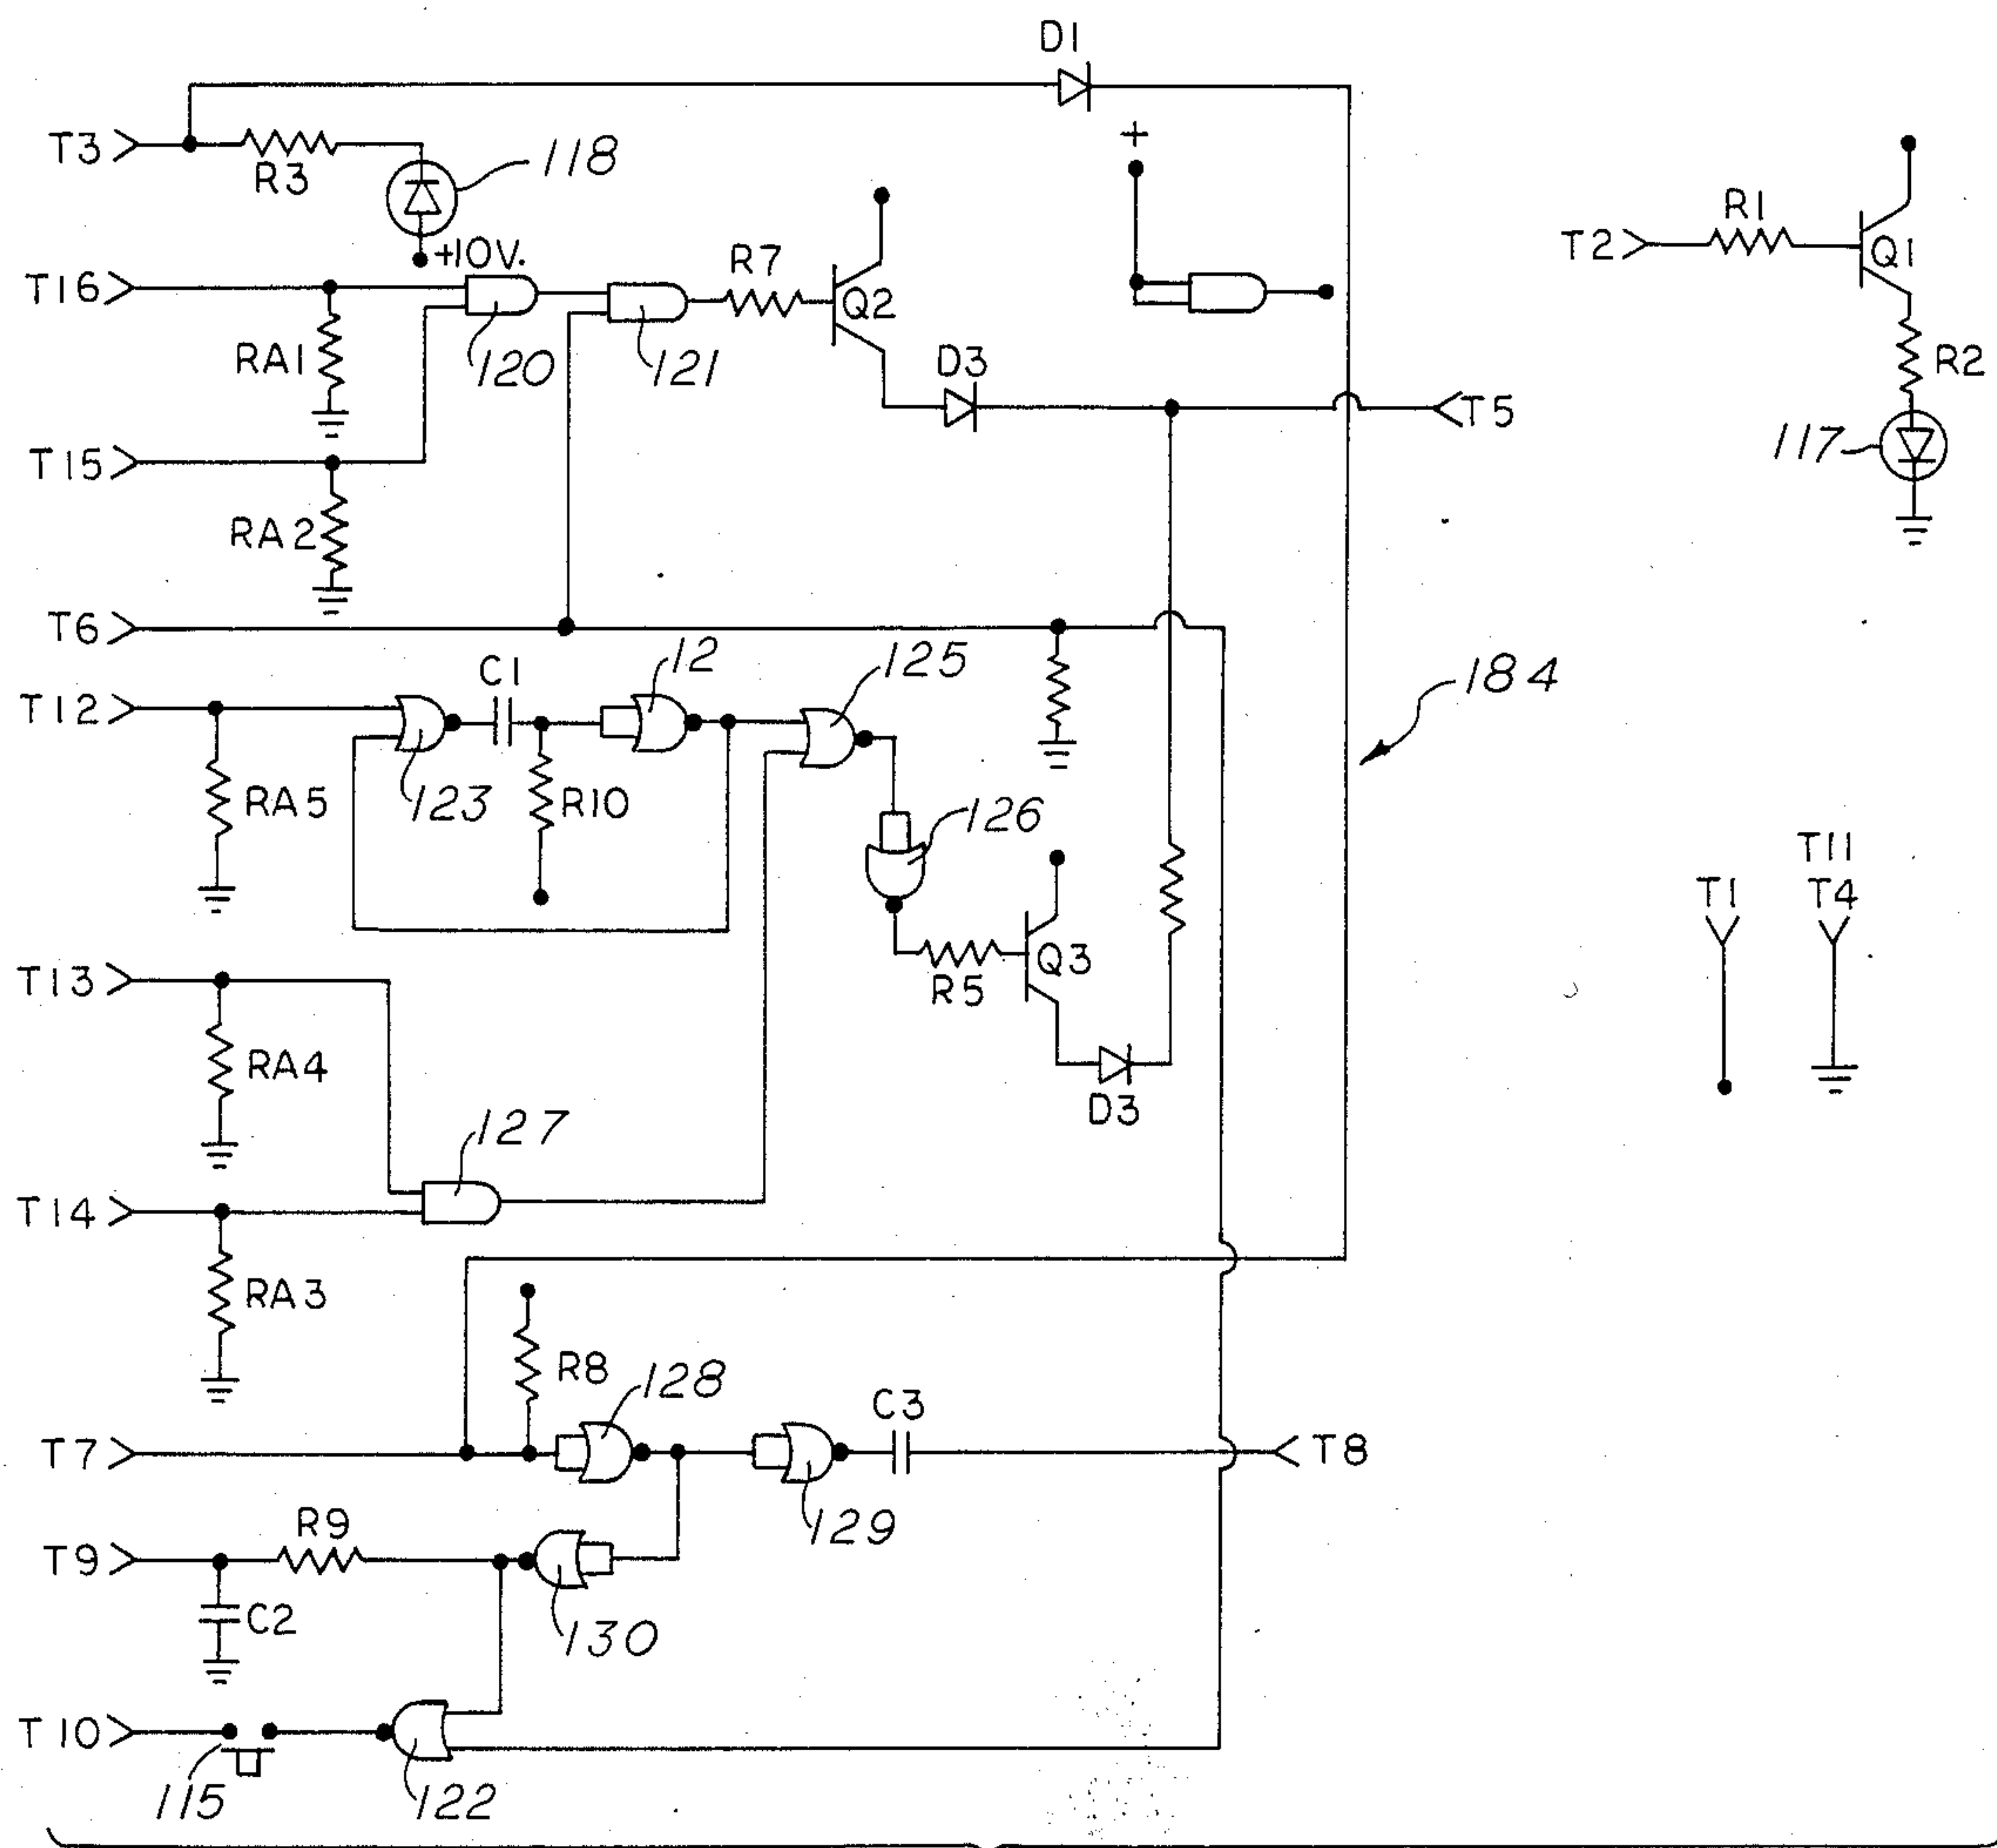 D1
T3
R3
118
+
R1
T2
Q1
+10V.
T16
R7
Q2
RA1
120
121
D3
R2
T5
117
T15
RA2
T6
12
125
C1
184
T12
RA5
123
R10
126
T11
T1
T4
T13
Q3
R5
RA4
D3
127
T14
RA3
R8
128
C3
T7
T8
129
R9
T9
C2
130
T10
115
122